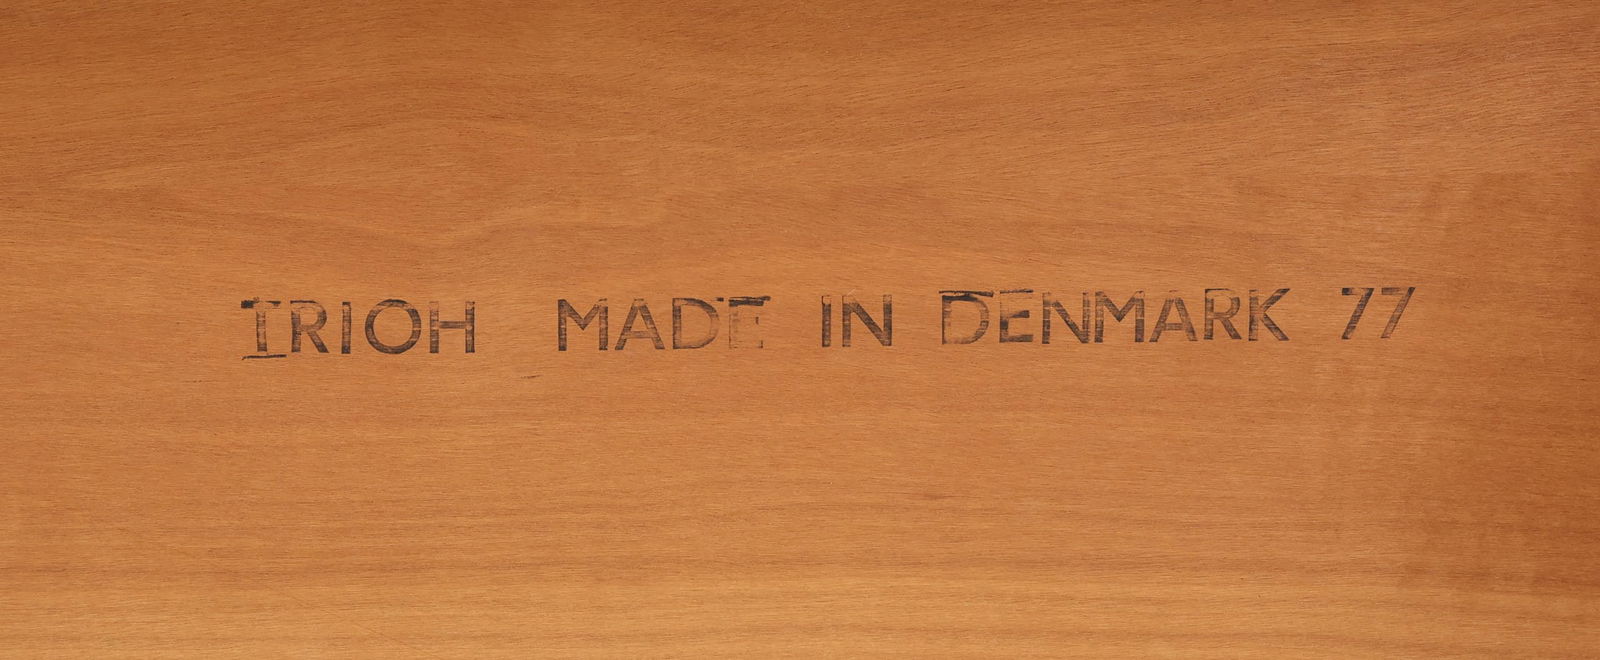 TRIOH MADE IN DENMARK 77